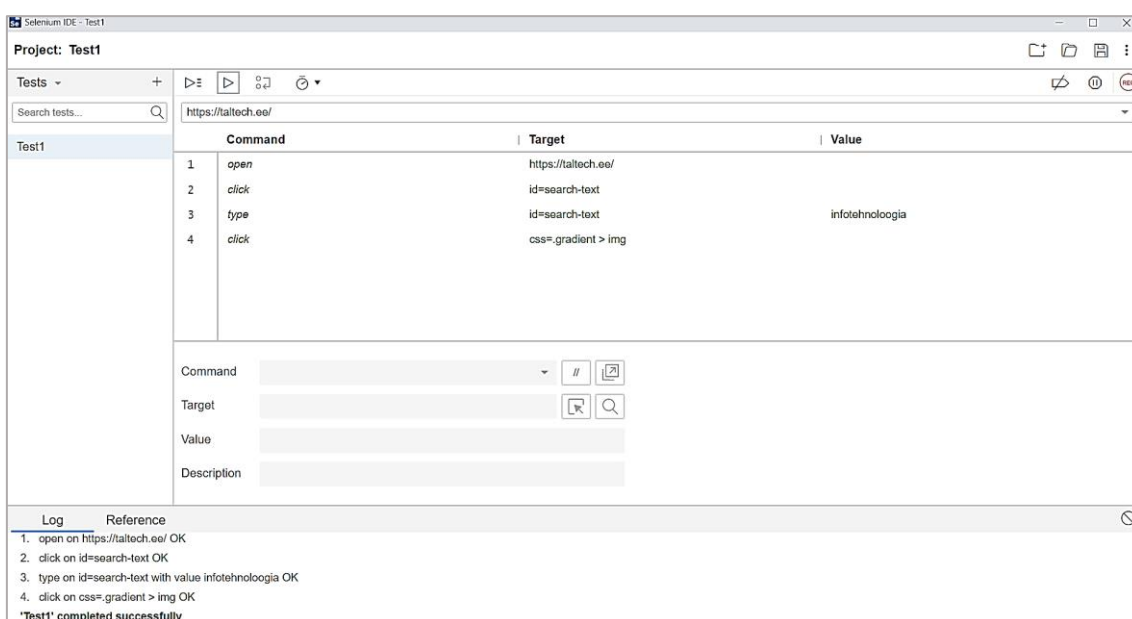 Selenium IDE - Test1
Project: Test1
Tests
Search tests...
https://taltech.ee/
Test1
Command Target Value
1 open https://taltech.ee/
2 click id=search-text
3 type id=search-text infotehnoloogia
4 click css=.gradient > img
Command //
Target
Value
Description
Log Reference
1. open on https://taltech.ee/ OK
2. click on id=search-text OK
3. type on id=search-text with value infotehnoloogia OK
4. click on css=.gradient > img OK
'Test1' completed successfully